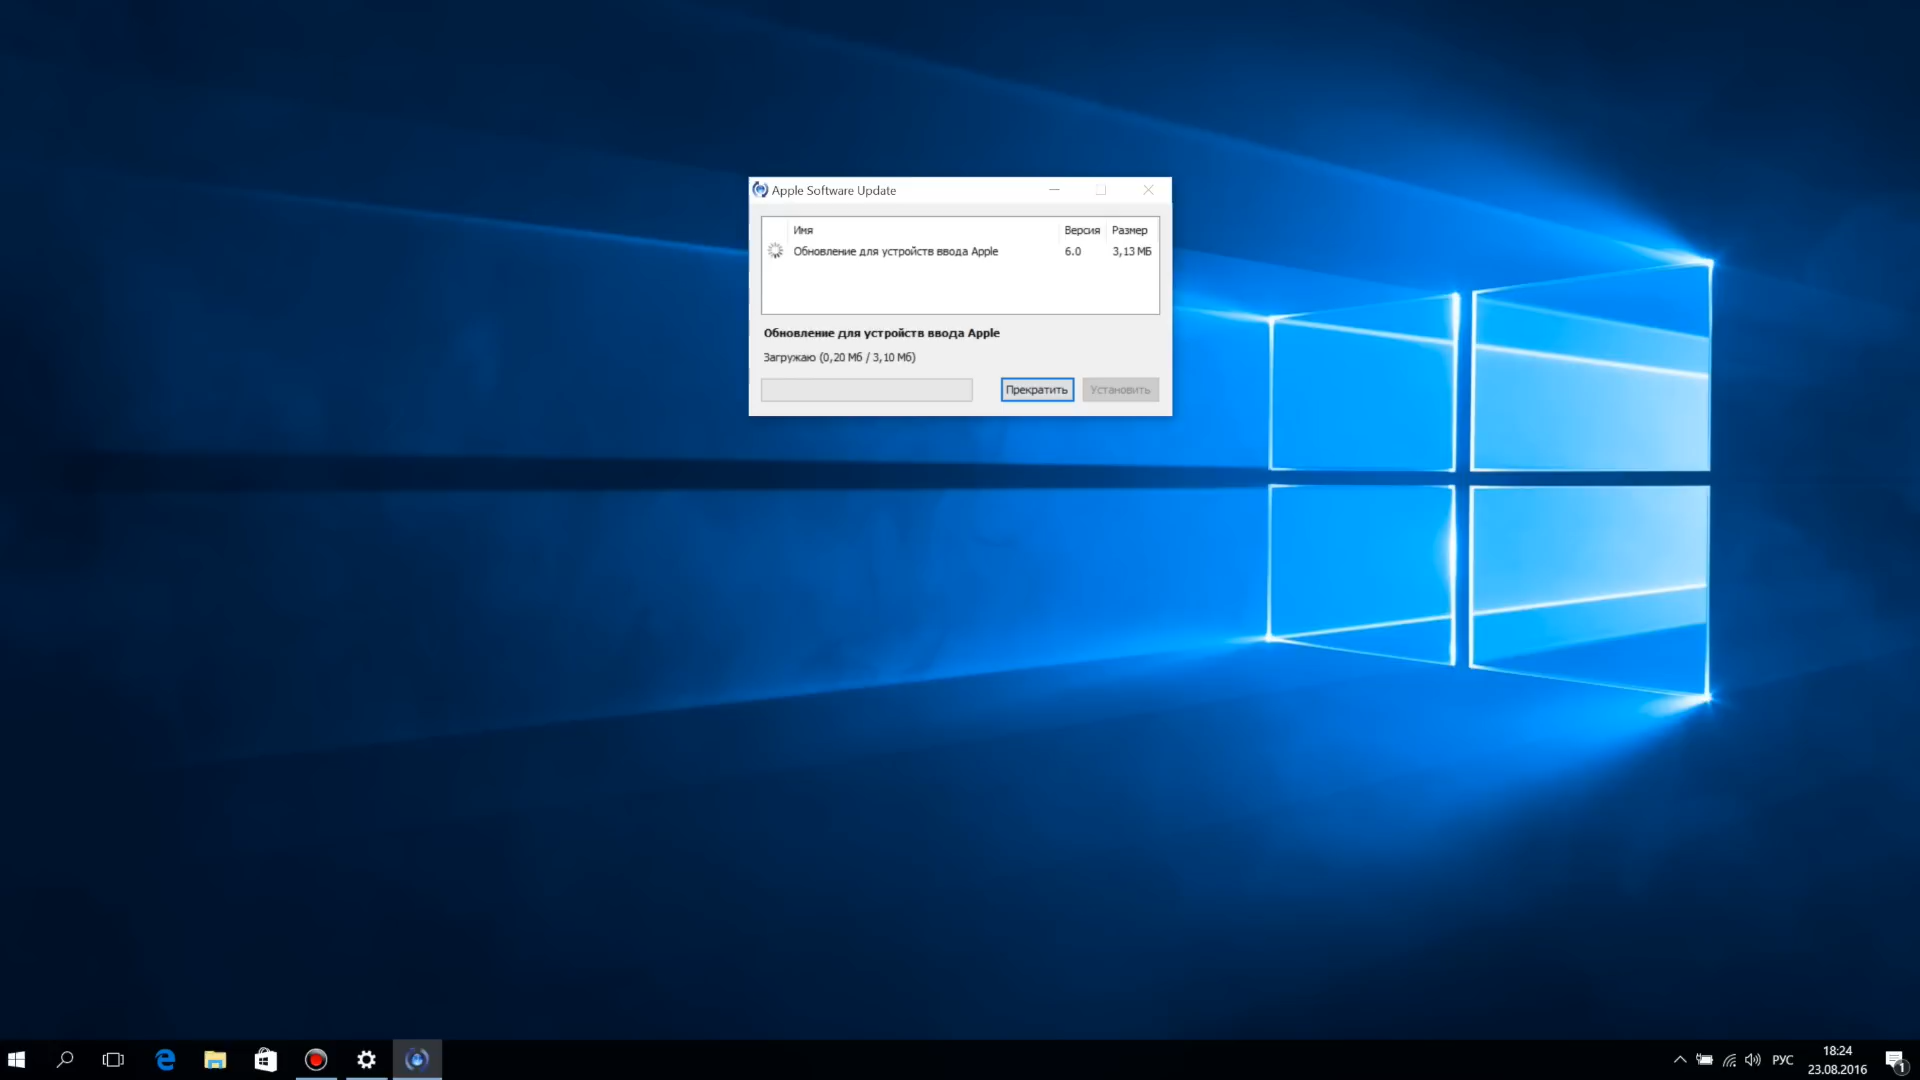 Apple Software Update
Имя Версия Размер
Обновление для устройств ввода Apple 6.0 3,13 МБ
Обновление для устройств ввода Apple
Загружаю (0,20 Мб / 3,10 Мб)
Прекратить Установить
РУС
18:24
23.08.2016
1